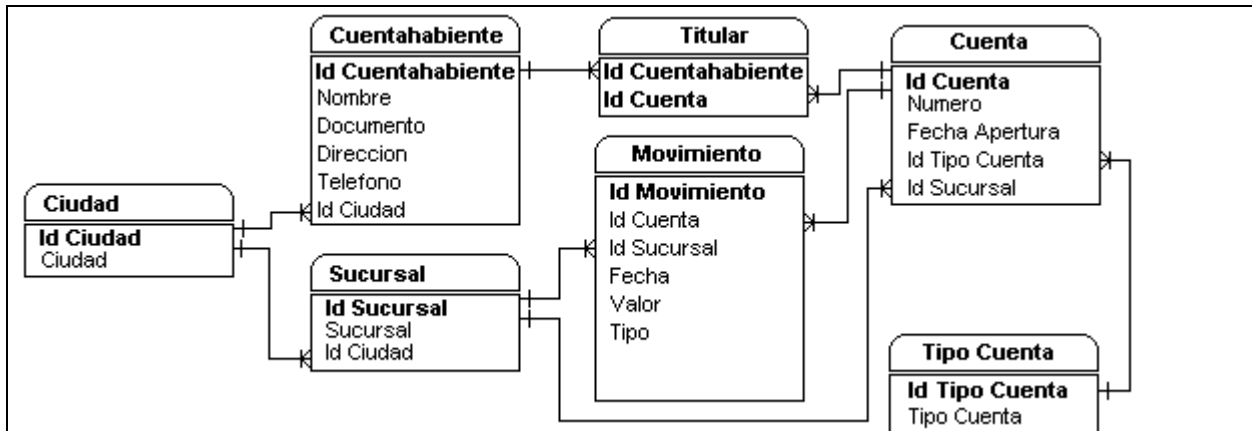 Cuentahabiente
Id Cuentahabiente
Nombre
Documento
Direccion
Telefono
Id Ciudad
Titular
Id Cuentahabiente
Id Cuenta
Cuenta
Id Cuenta
Numero
Fecha Apertura
Id Tipo Cuenta
Id Sucursal
Movimiento
Id Movimiento
Id Cuenta
Id Sucursal
Fecha
Valor
Tipo
Ciudad
Id Ciudad
Ciudad
Sucursal
Id Sucursal
Sucursal
Id Ciudad
Tipo Cuenta
Id Tipo Cuenta
Tipo Cuenta